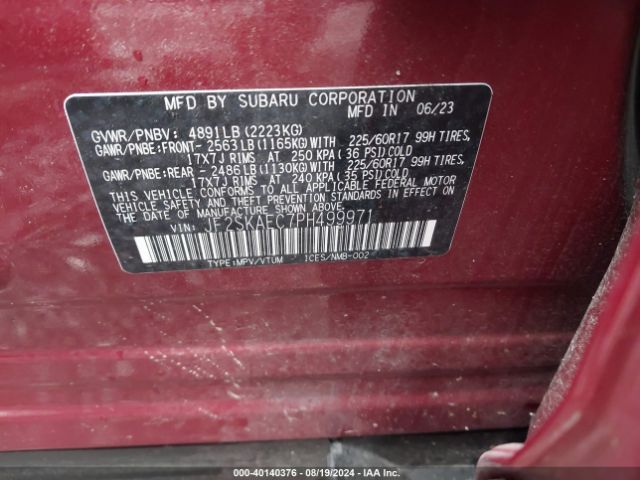 MFD BY SUBARU CORPORATION
MFD IN 06/23
GVWR/PNBV: 4891LB(2223KG)
GAWR/PNBE:FRONT- 2563LB(1165KG)WITH 225/60R17 99H TIRES,
17X7J RIMS AT 250 KPA(36 PSI)COLD
GAWR/PNBE:REAR - 2486LB(1130KG)WITH 225/60R17 99H TIRES,
17X7J RIMS AT 240 KPA(35 PSI)COLD
THIS VEHICLE CONFORMS TO ALL APPLICABLE FEDERAL MOTOR
VEHICLE SAFETY AND THEFT PREVENTION STANDARDS IN EFFECT
ON THE DATE OF MANUFACTURE SHOWN ABOVE.
VIN: JF2SKAEC7PH499971
TYPE:MPV/VTUM ICES/NMB-002
000-40140376 - 08/19/2024 - IAA Inc.